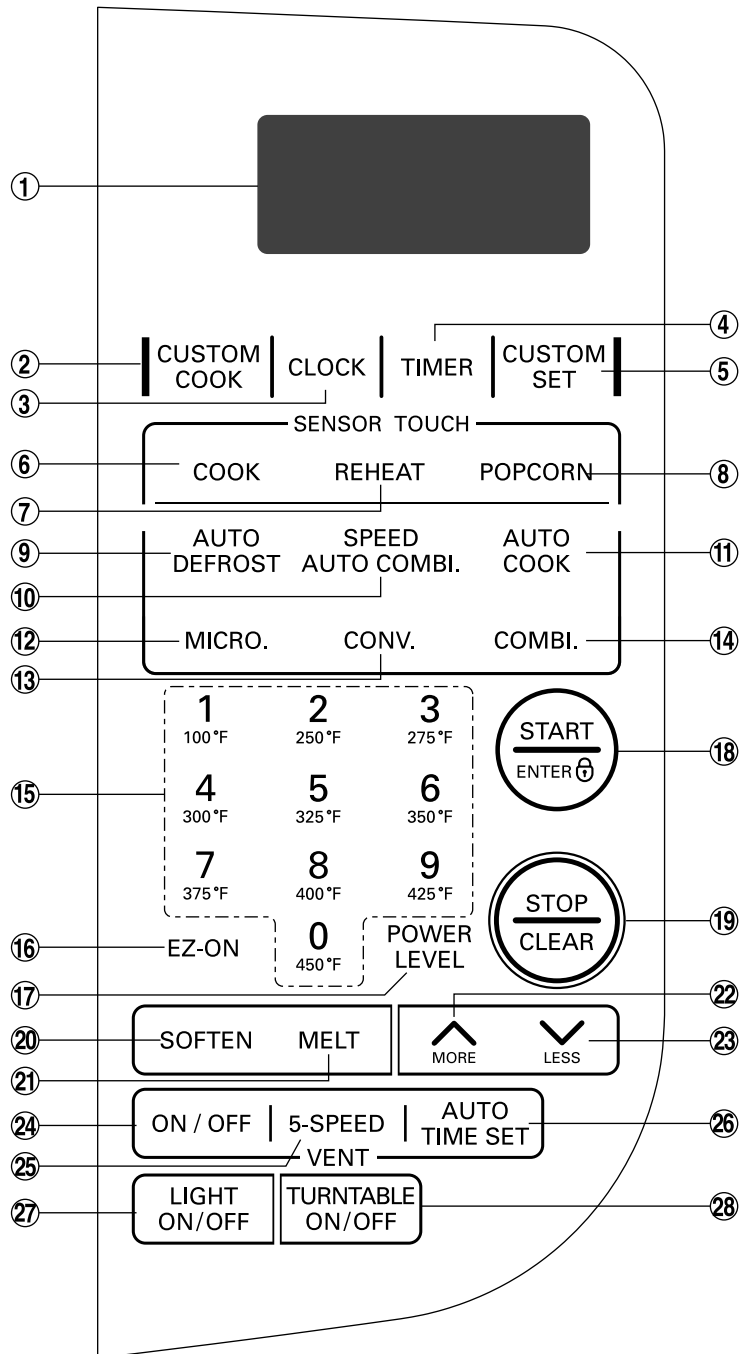 1
4
2
CUSTOM
COOK
CLOCK
TIMER
CUSTOM
SET
5
3
SENSOR TOUCH
6
COOK
REHEAT
POPCORN
8
7
9
AUTO
DEFROST
SPEED
AUTO COMBI.
AUTO
COOK
11
10
12
MICRO.
CONV.
COMBI.
14
13
1
100°F
2
250°F
3
275°F
START
ENTER
18
15
4
300°F
5
325°F
6
350°F
7
375°F
8
400°F
9
425°F
STOP
CLEAR
19
16
EZ-ON
0
450°F
POWER
LEVEL
17
22
20
SOFTEN
MELT
MORE
LESS
23
21
24
ON / OFF
5-SPEED
AUTO
TIME SET
26
25
VENT
27
LIGHT
ON/OFF
TURNTABLE
ON/OFF
28